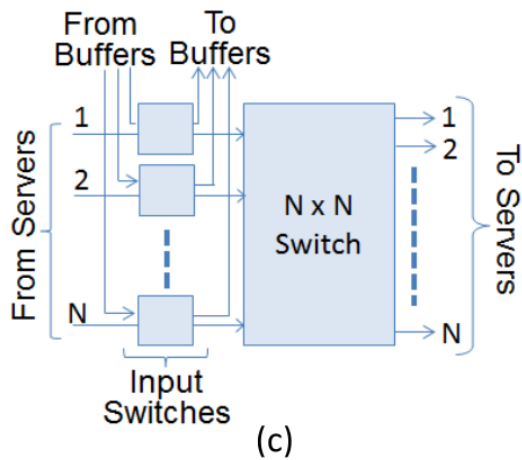 From
Buffers
To
Buffers
1
2
N
From Servers
N x N
Switch
1
2
N
To Servers
Input
Switches
(c)